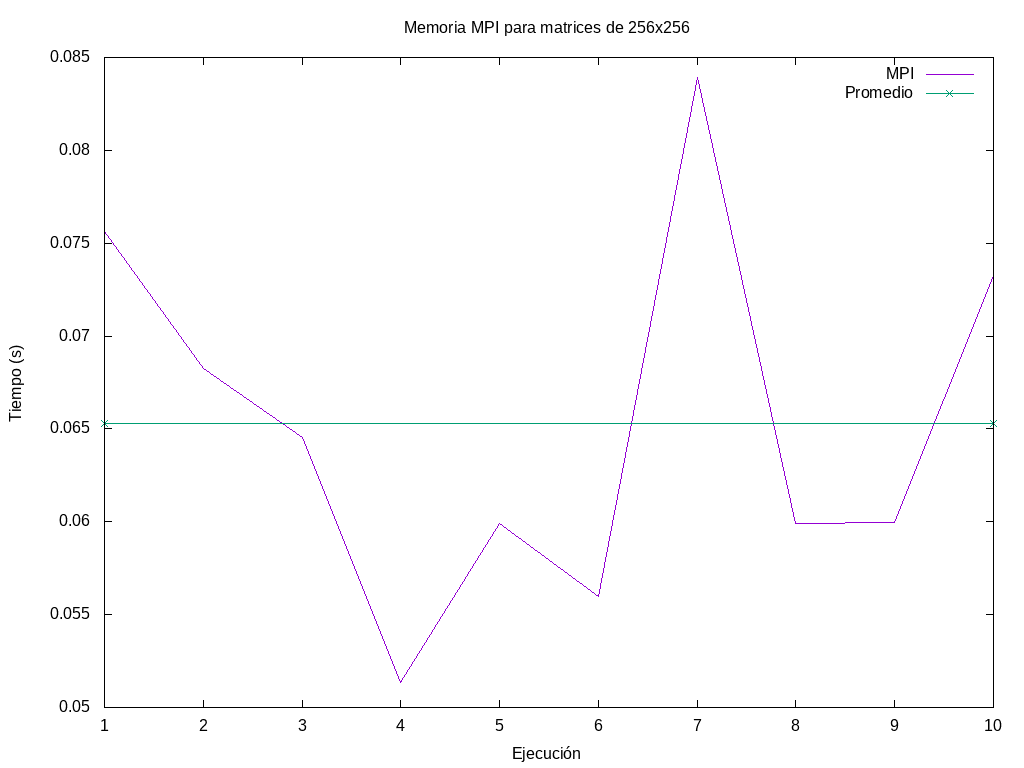 Memoria MPI para matrices de 256x256
0.085
0.08
0.075
0.07
0.065
0.06
0.055
0.05
Tiempo (s)
MPI
Promedio
1 2 3 4 5 6 7 8 9 10
Ejecución